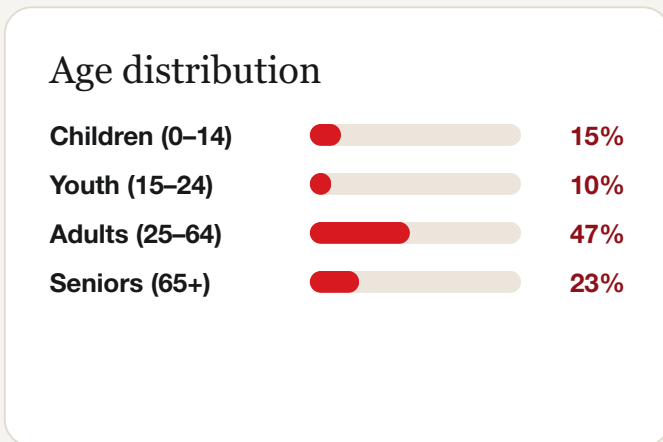 Age distribution
Children (0–14) 15%
Youth (15–24) 10%
Adults (25–64) 47%
Seniors (65+) 23%